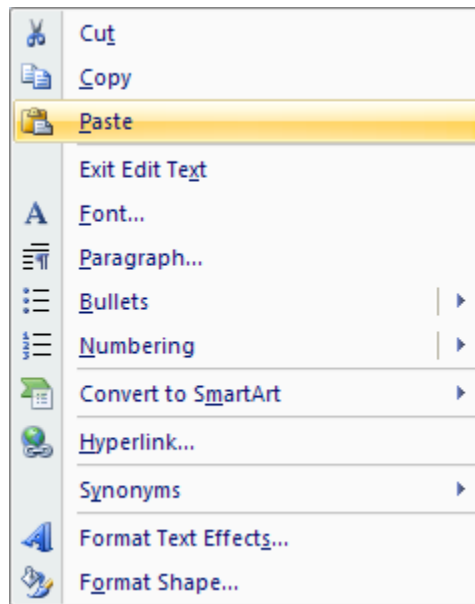 Cut
Copy
Paste
Exit Edit Text
Font...
Paragraph...
Bullets
Numbering
Convert to SmartArt
Hyperlink...
Synonyms
Format Text Effects...
Format Shape...